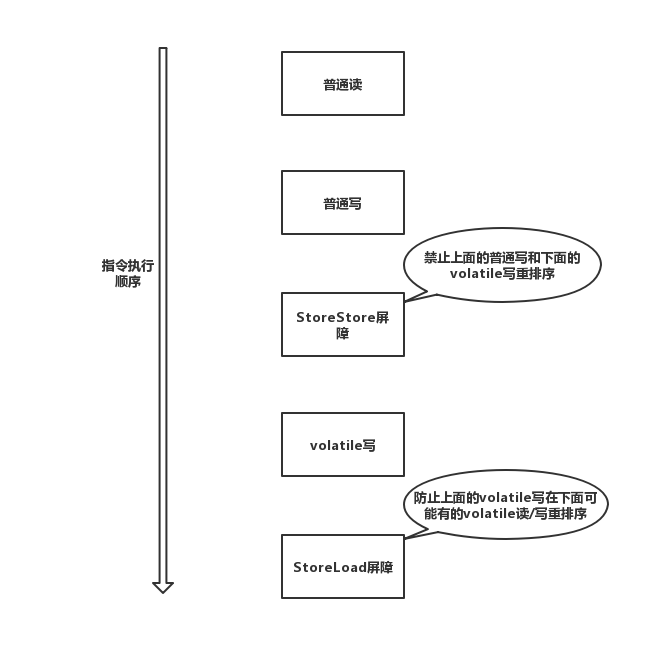 普通读
普通写
禁止上面的普通写和下面的
volatile写重排序
指令执行
顺序
StoreStore屏
障
volatile写
防止上面的volatile写在下面可
能有的volatile读/写重排序
StoreLoad屏障